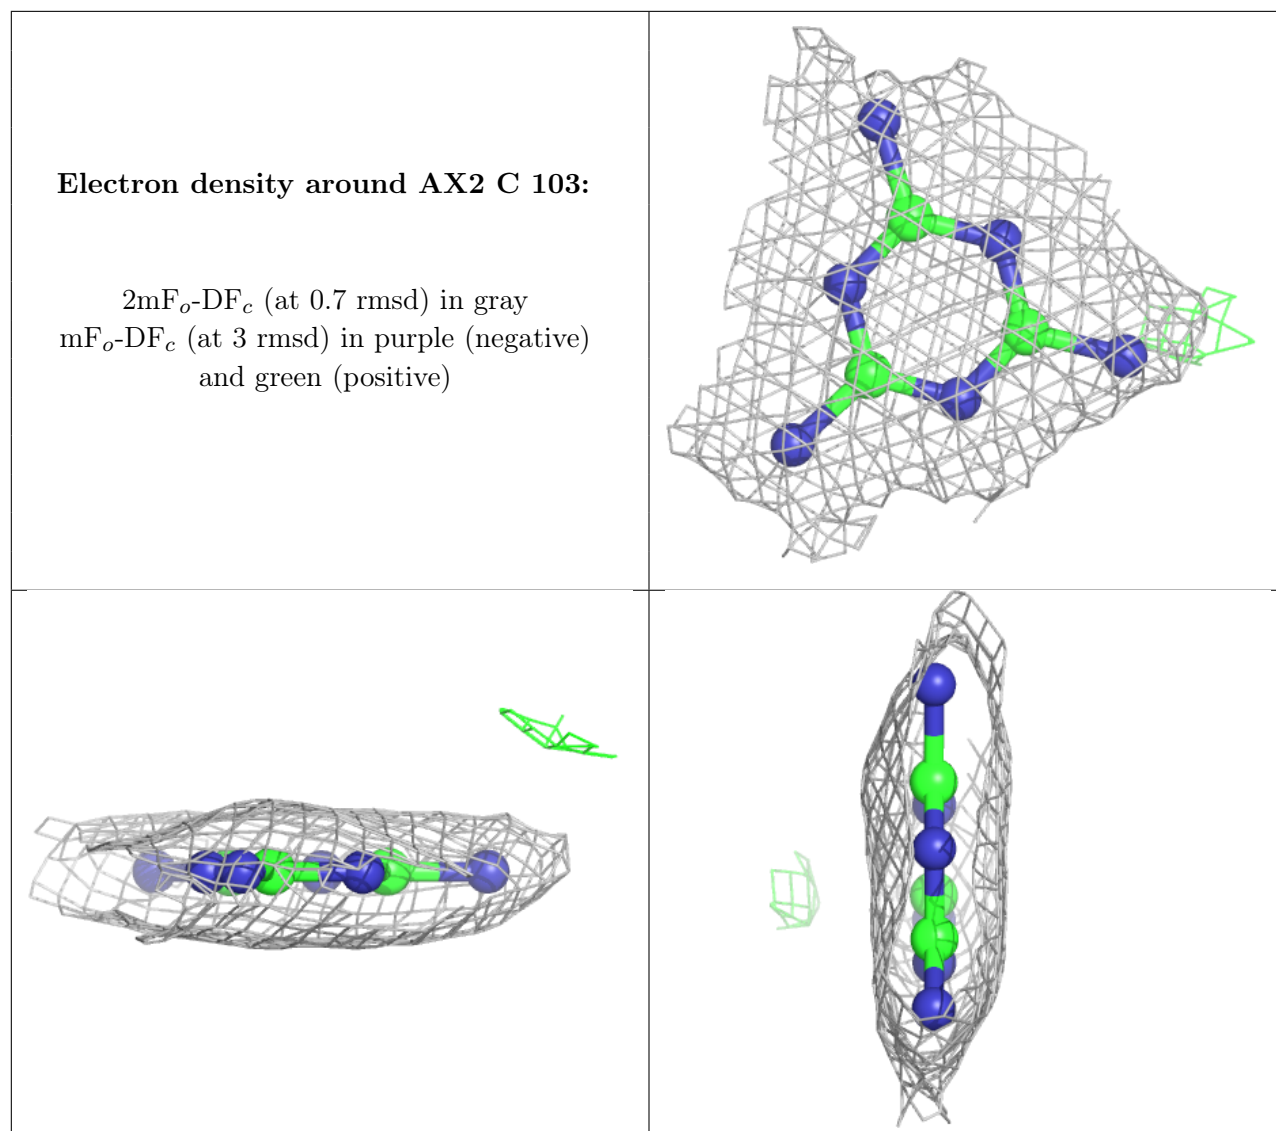 Electron density around AX2 C 103:
2mFo-DFc (at 0.7 rmsd) in gray
mFo-DFc (at 3 rmsd) in purple (negative)
and green (positive)